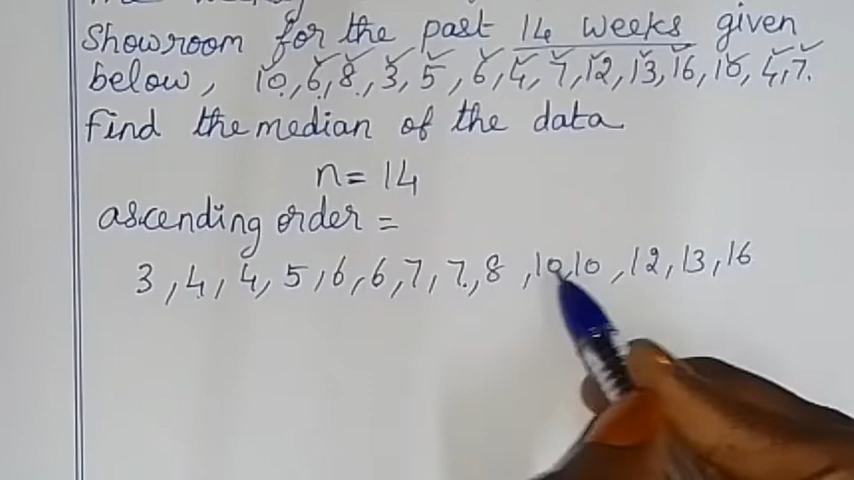 Showroom for the past 14 weeks given
below, 10, 6, 8, 3, 5, 6, 4, 7, 12, 13, 16, 10, 4, 7.
find the median of the data.
n = 14
ascending order =
3, 4, 4, 5, 6, 6, 7, 7, 8, 10, 10, 12, 13, 16